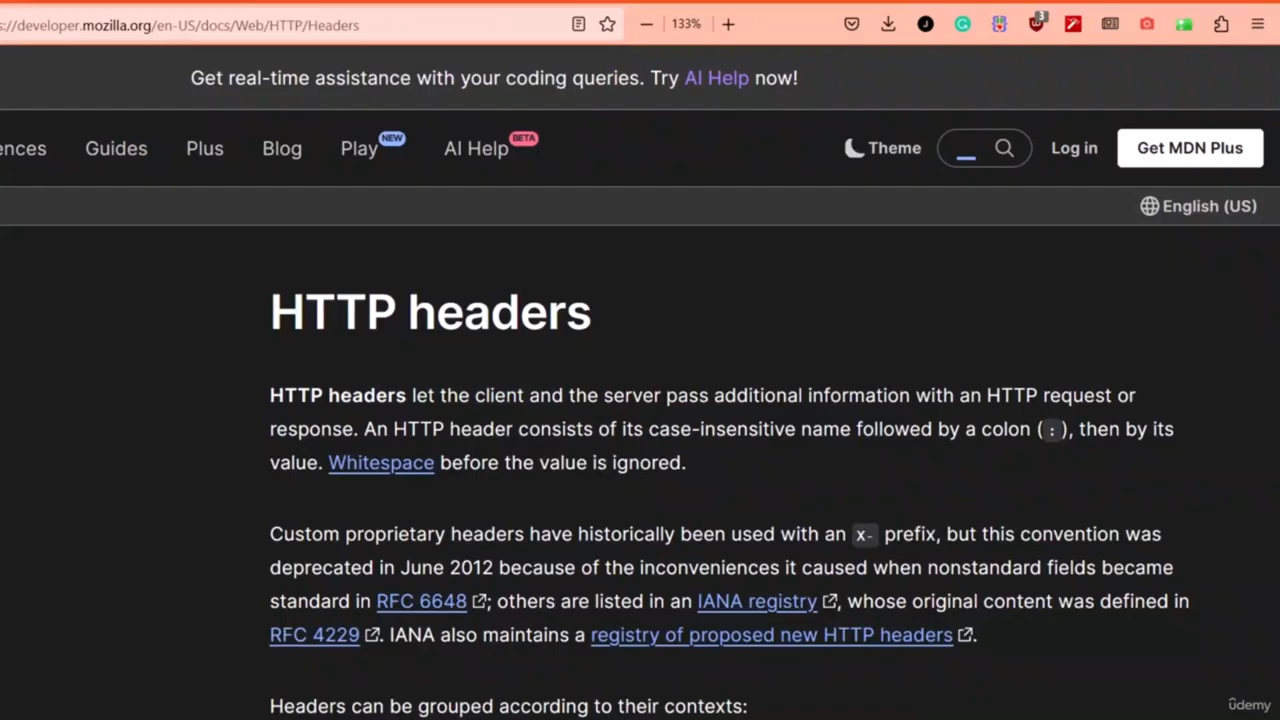 s://developer.mozilla.org/en-US/docs/Web/HTTP/Headers
133%
3
Get real-time assistance with your coding queries. Try AI Help now!
ences Guides Plus Blog Play NEW AI Help BETA Theme Log in Get MDN Plus
English (US)
HTTP headers
HTTP headers let the client and the server pass additional information with an HTTP request or
response. An HTTP header consists of its case-insensitive name followed by a colon (:), then by its
value. Whitespace before the value is ignored.
Custom proprietary headers have historically been used with an X- prefix, but this convention was
deprecated in June 2012 because of the inconveniences it caused when nonstandard fields became
standard in RFC 6648; others are listed in an IANA registry, whose original content was defined in
RFC 4229. IANA also maintains a registry of proposed new HTTP headers.
Headers can be grouped according to their contexts:
ûdemy